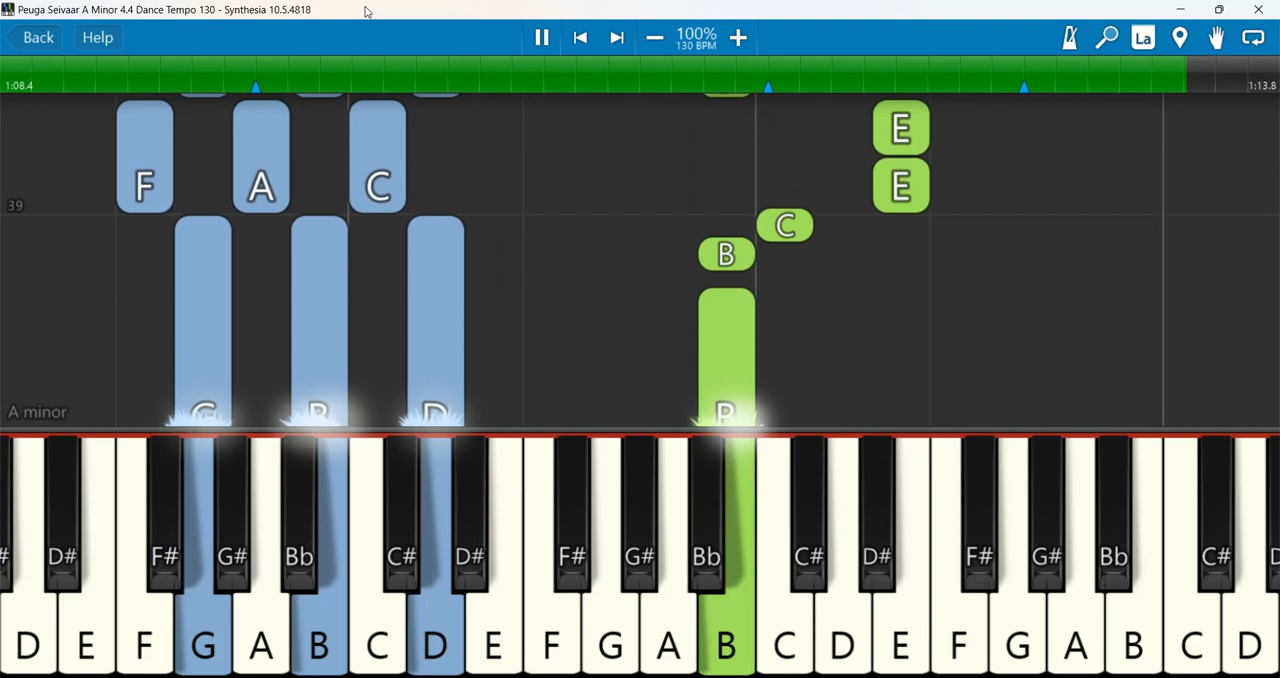 Peuga Seivaar A Minor 4.4 Dance Tempo 130 - Synthesia 10.5.4818
Back Help 100% La
130 BPM
1:08.4 1:13.8
E
F A C E
39
C
B
A minor G B D B
D# F# G# Bb C# D# F# G# Bb C# D# F# G# Bb C#
D E F G A B C D E F G A B C D E F G A B C D